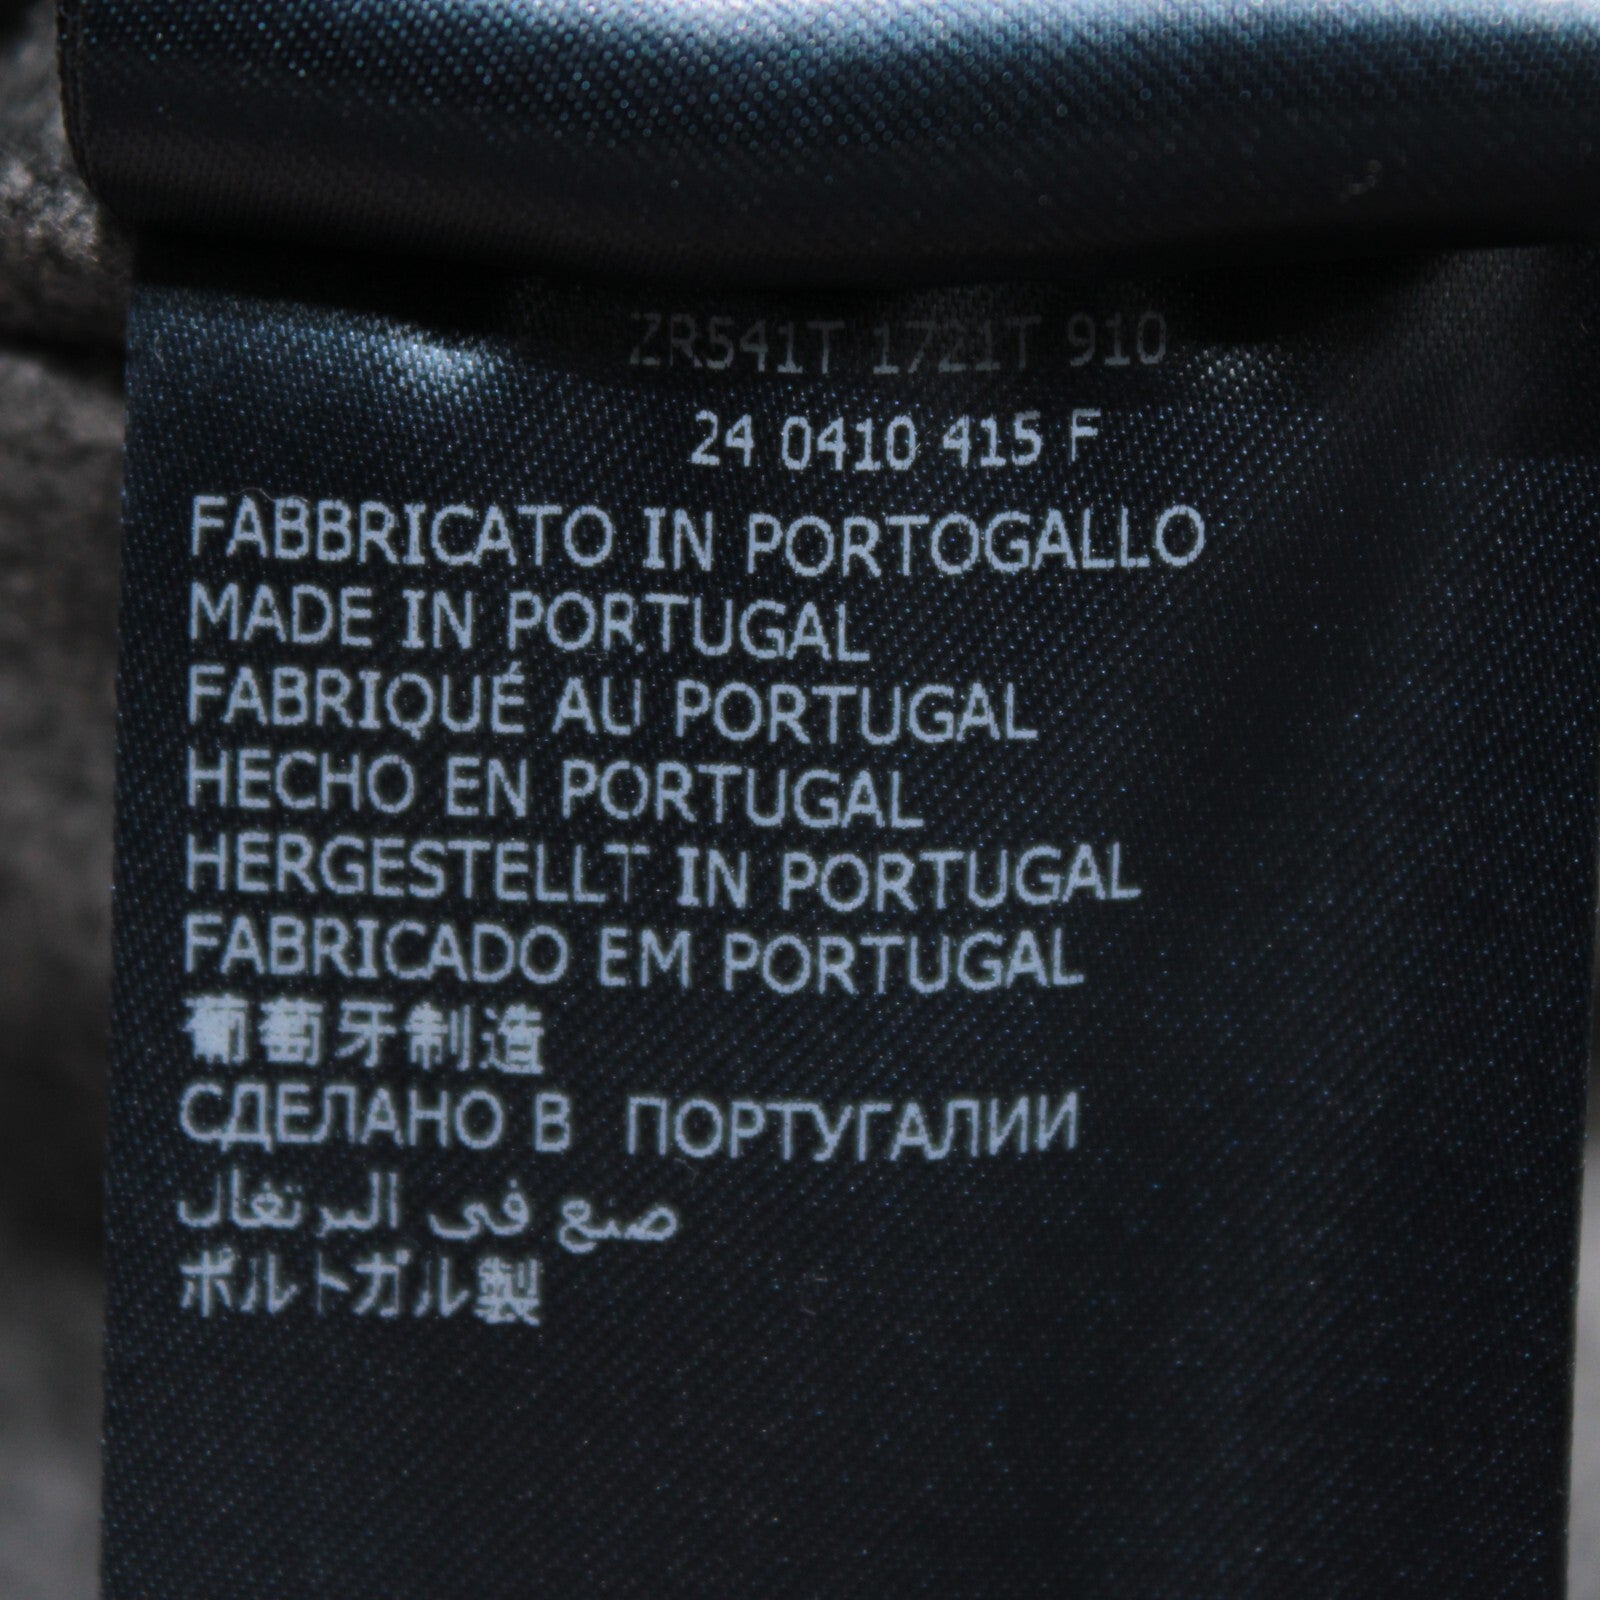 ZR541T 1721T 910
24 0410 415 F
FABBRICATO IN PORTOGALLO
MADE IN PORTUGAL
FABRIQUÉ AU PORTUGAL
HECHO EN PORTUGAL
HERGESTELLT IN PORTUGAL
FABRICADO EM PORTUGAL
葡萄牙制造
СДЕЛАНО В ПОРТУГАЛИИ
صنع في البرتغال
ポルトガル製